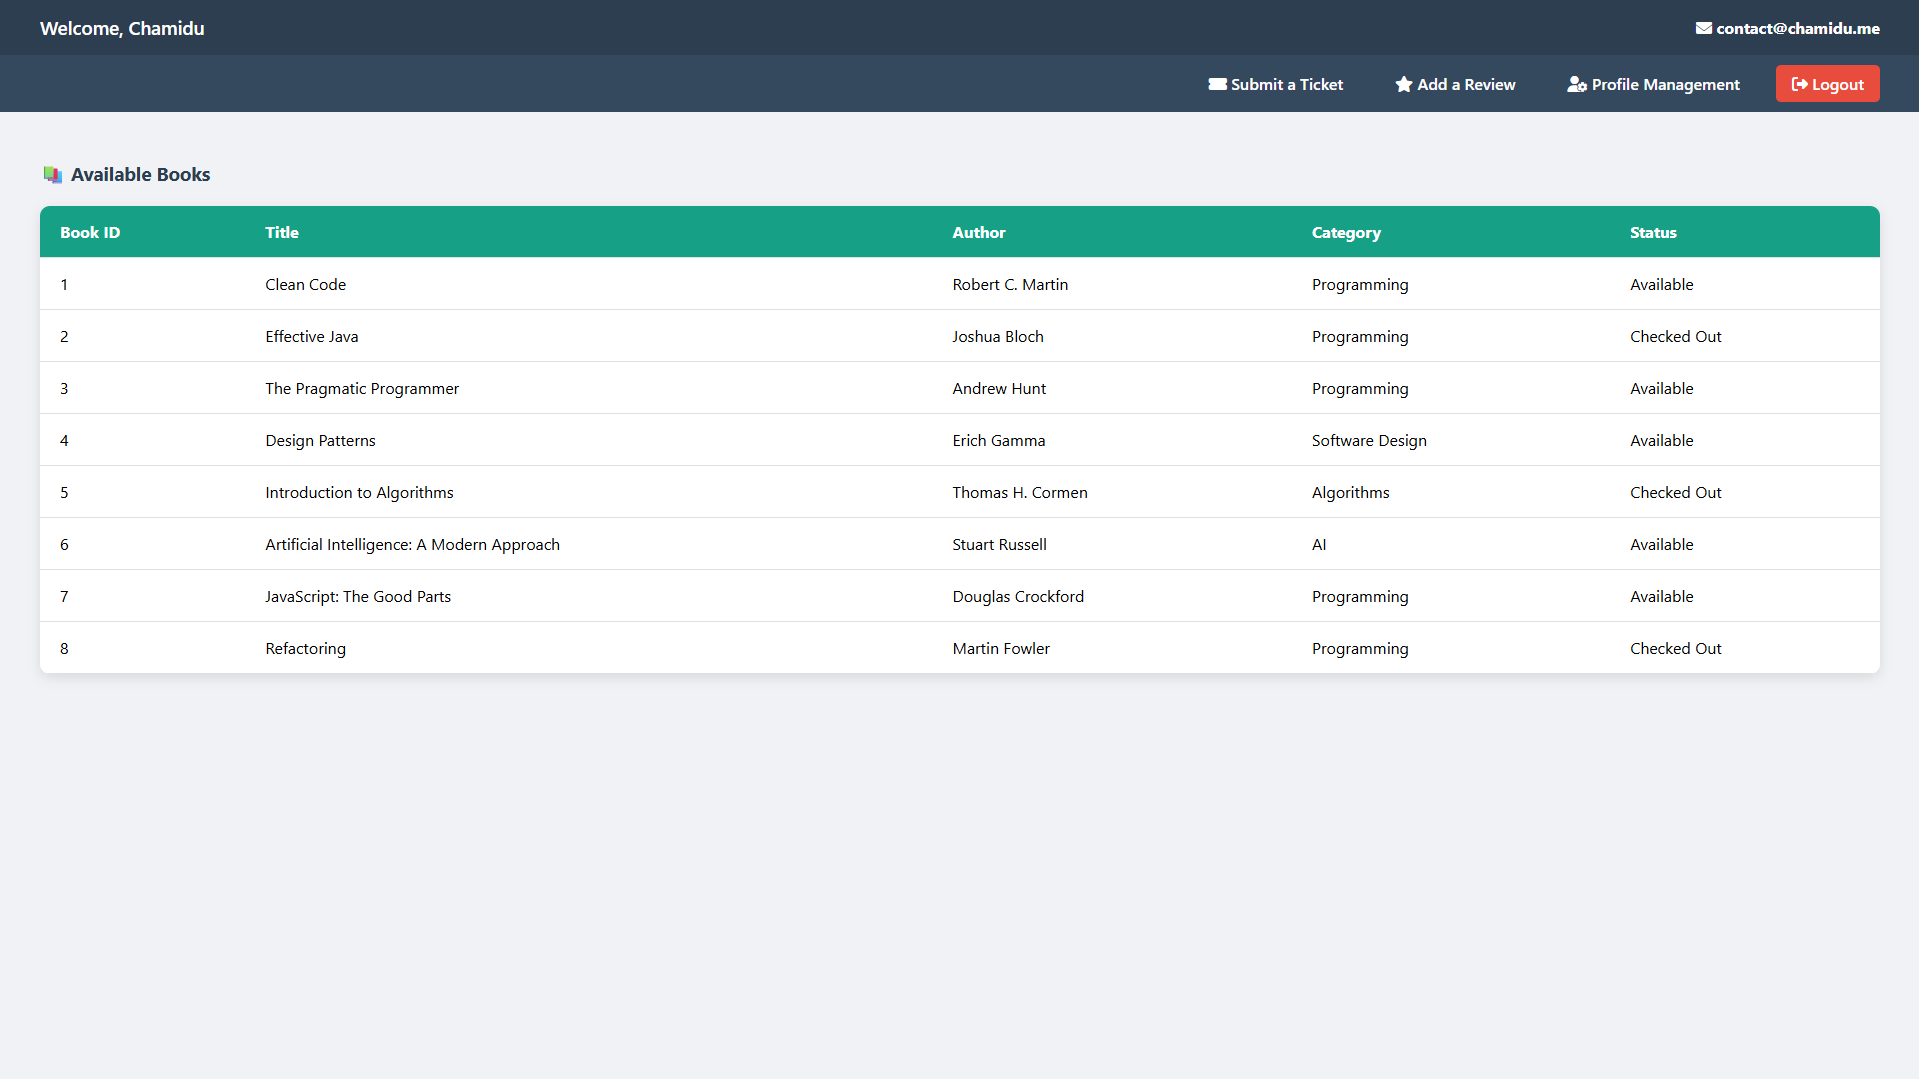 Welcome, Chamidu
contact@chamidu.me
Submit a Ticket Add a Review Profile Management Logout
Available Books
Book ID Title Author Category Status
1 Clean Code Robert C. Martin Programming Available
2 Effective Java Joshua Bloch Programming Checked Out
3 The Pragmatic Programmer Andrew Hunt Programming Available
4 Design Patterns Erich Gamma Software Design Available
5 Introduction to Algorithms Thomas H. Cormen Algorithms Checked Out
6 Artificial Intelligence: A Modern Approach Stuart Russell AI Available
7 JavaScript: The Good Parts Douglas Crockford Programming Available
8 Refactoring Martin Fowler Programming Checked Out